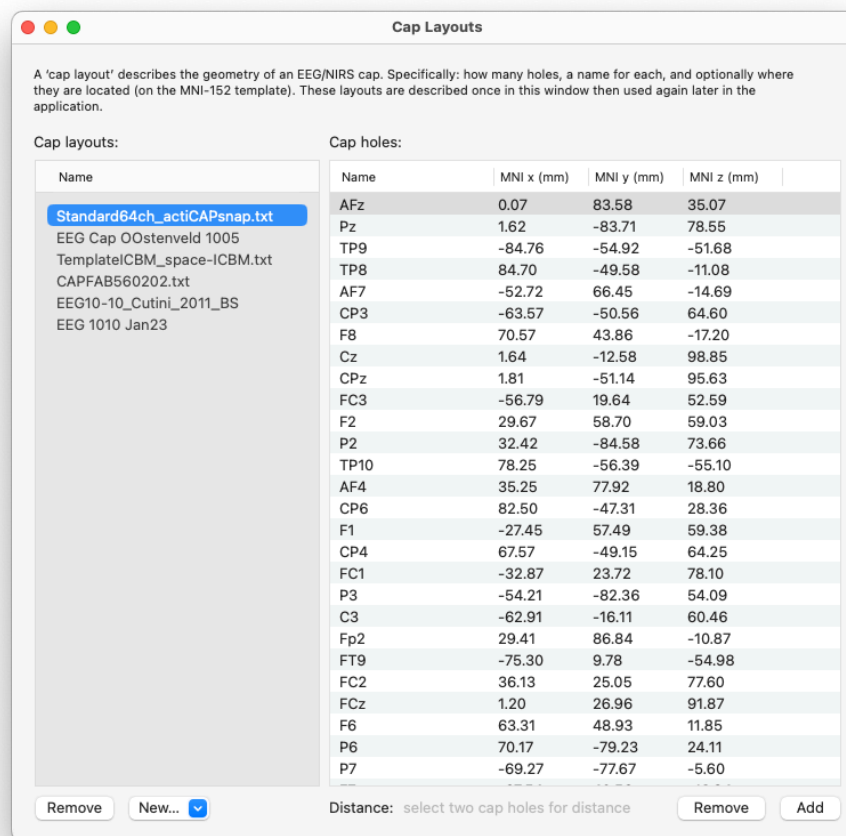 Cap Layouts
A ‘cap layout’ describes the geometry of an EEG/NIRS cap. Specifically: how many holes, a name for each, and optionally where
they are located (on the MNI-152 template). These layouts are described once in this window then used again later in the
application.
Cap layouts:
Name
Standard64ch_actiCAPsnap.txt
EEG Cap OOstenveld 1005
TemplateICBM_space-ICBM.txt
CAPFAB560202.txt
EEG10-10_Cutini_2011_BS
EEG 1010 Jan23
Remove New...
Cap holes:
Name MNI x (mm) MNI y (mm) MNI z (mm)
AFz 0.07 83.58 35.07
Pz 1.62 -83.71 78.55
TP9 -84.76 -54.92 -51.68
TP8 84.70 -49.58 -11.08
AF7 -52.72 66.45 -14.69
CP3 -63.57 -50.56 64.60
F8 70.57 43.86 -17.20
Cz 1.64 -12.58 98.85
CPz 1.81 -51.14 95.63
FC3 -56.79 19.64 52.59
F2 29.67 58.70 59.03
P2 32.42 -84.58 73.66
TP10 78.25 -56.39 -55.10
AF4 35.25 77.92 18.80
CP6 82.50 -47.31 28.36
F1 -27.45 57.49 59.38
CP4 67.57 -49.15 64.25
FC1 -32.87 23.72 78.10
P3 -54.21 -82.36 54.09
C3 -62.91 -16.11 60.46
Fp2 29.41 86.84 -10.87
FT9 -75.30 9.78 -54.98
FC2 36.13 25.05 77.60
FCz 1.20 26.96 91.87
F6 63.31 48.93 11.85
P6 70.17 -79.23 24.11
P7 -69.27 -77.67 -5.60
Distance: select two cap holes for distance Remove Add